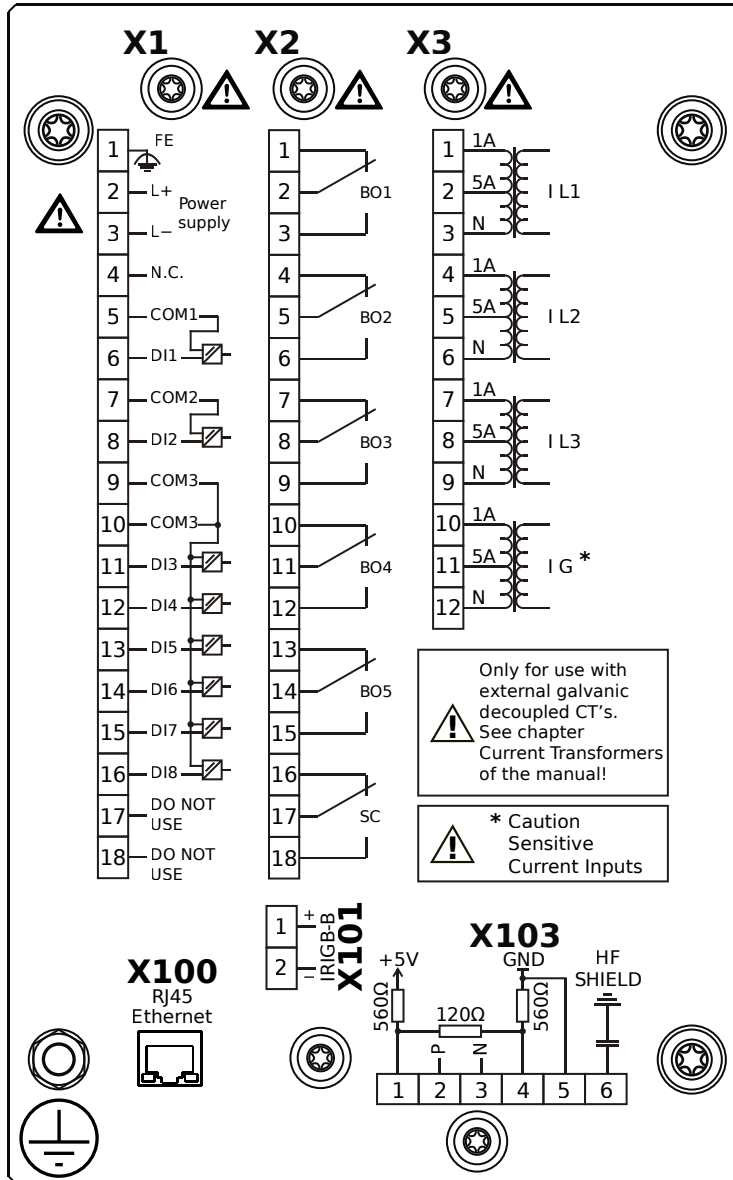 X1
1 FE
2 L+
Power
supply
3 L−
4 N.C.
5 COM1
6 DI1
7 COM2
8 DI2
9 COM3
10 COM3
11 DI3
12 DI4
13 DI5
14 DI6
15 DI7
16 DI8
17 DO NOT
USE
18 DO NOT
USE
X2
1
2 BO1
3
4
5 BO2
6
7
8 BO3
9
10
11 BO4
12
13
14 BO5
15
16
17 SC
18
X3
1 1A
2 5A I L1
3 N
4 1A
5 5A I L2
6 N
7 1A
8 5A I L3
9 N
10 1A
11 5A I G *
12 N
Only for use with
external galvanic
decoupled CT's.
See chapter
Current Transformers
of the manual!
* Caution
Sensitive
Current Inputs
X100
RJ45
Ethernet
X101
IRIGB-B
1 +
2 −
X103
+5V
GND
HF
SHIELD
560Ω
120Ω
560Ω
P
N
1 2 3 4 5 6